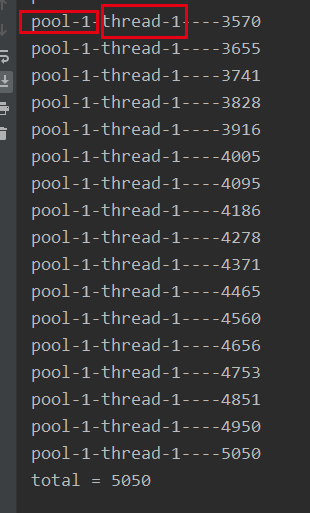 pool-1-thread-1----3570
pool-1-thread-1----3655
pool-1-thread-1----3741
pool-1-thread-1----3828
pool-1-thread-1----3916
pool-1-thread-1----4005
pool-1-thread-1----4095
pool-1-thread-1----4186
pool-1-thread-1----4278
pool-1-thread-1----4371
pool-1-thread-1----4465
pool-1-thread-1----4560
pool-1-thread-1----4656
pool-1-thread-1----4753
pool-1-thread-1----4851
pool-1-thread-1----4950
pool-1-thread-1----5050
total = 5050